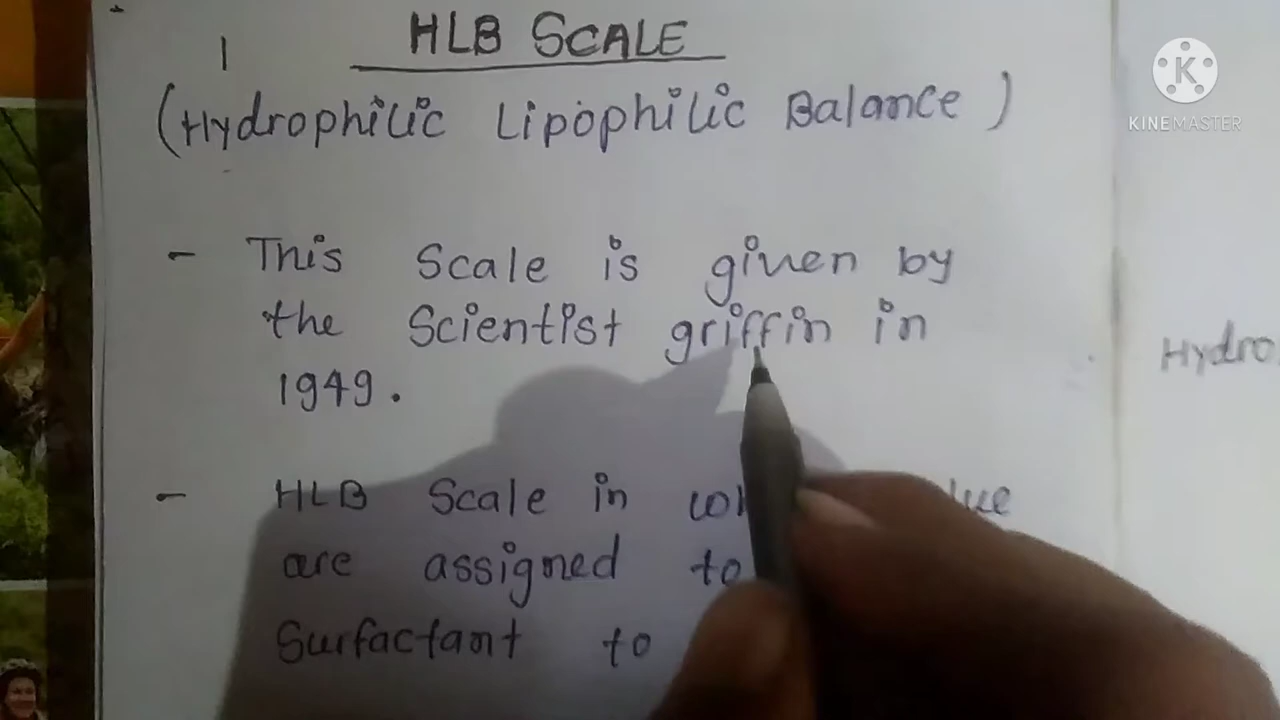 HLB SCALE
(Hydrophilic Lipophilic Balance)
- This Scale is given by
the Scientist griffin in
1949.
- HLB Scale in
are assigned to
Surfactant to
Hydro
K
KINEMASTER